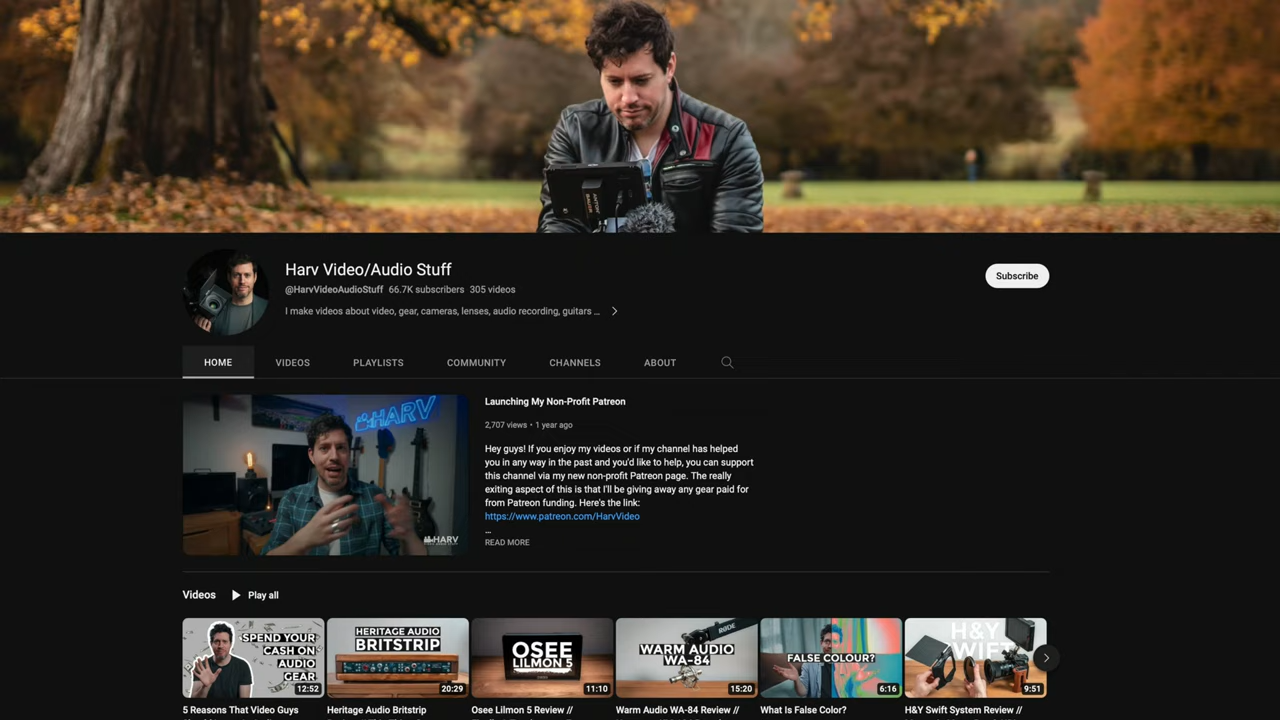 ANTON/BAUER
Harv Video/Audio Stuff
@HarvVideoAudioStuff 66.7K subscribers 305 videos
Subscribe
I make videos about video, gear, cameras, lenses, audio recording, guitars ...
HOME VIDEOS PLAYLISTS COMMUNITY CHANNELS ABOUT
HARV
HARV
Launching My Non-Profit Patreon
2,707 views • 1 year ago
Hey guys! If you enjoy my videos or if my channel has helped
you in any way in the past and you'd like to help, you can support
this channel via my new non-profit Patreon page. The really
exiting aspect of this is that I'll be giving away any gear paid for
from Patreon funding. Here's the link:
https://www.patreon.com/HarvVideo
...
READ MORE
Videos Play all
SPEND YOUR
CASH ON
AUDIO
GEAR
12:52
HERITAGE AUDIO
BRITSTRIP
20:29
OSEE
LILMON 5
11:10
RØDE
WARM AUDIO
WA-84
15:20
FALSE COLOUR?
6:16
H&Y
SWIFT
9:51
5 Reasons That Video Guys
Heritage Audio Britstrip
Osee Lilmon 5 Review //
Warm Audio WA-84 Review //
What Is False Color?
H&Y Swift System Review //